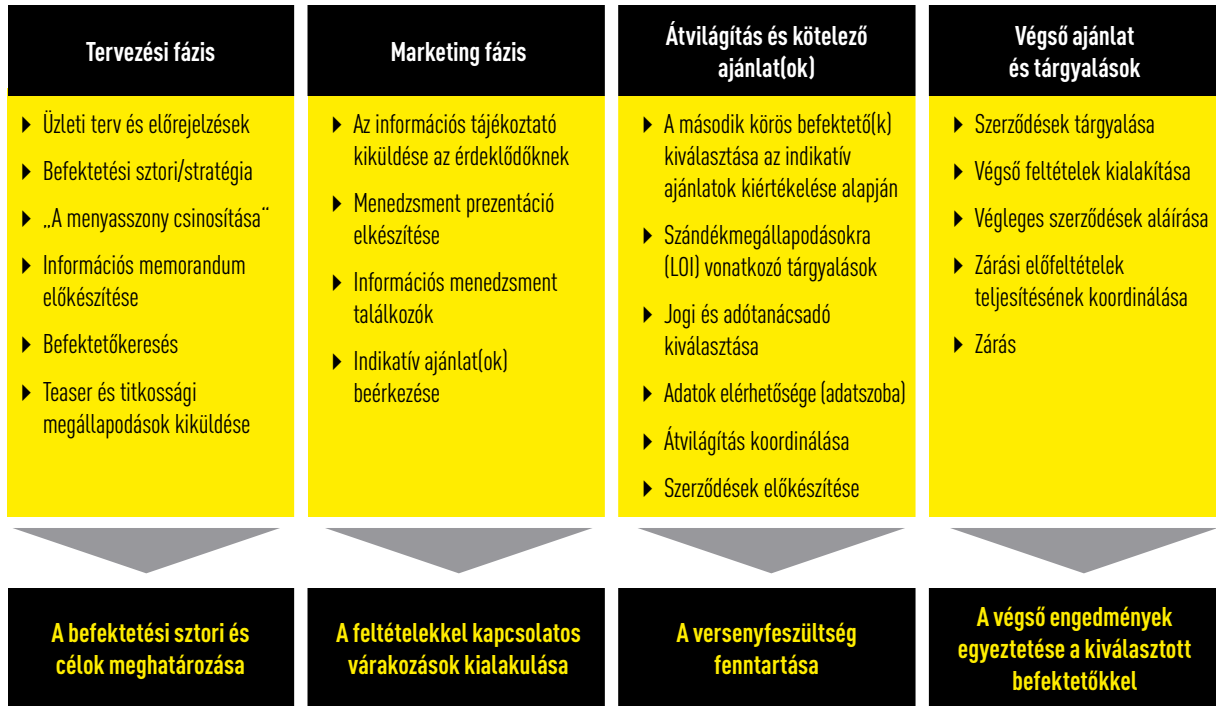 Tervezési fázis
Üzleti terv és előrejelzések
Befektetési sztori/stratégia
„A menyasszony csinosítása“
Információs memorandum
előkészítése
Befektetőkeresés
Teaser és titkossági
megállapodások kiküldése
A befektetési sztori és
célok meghatározása
Marketing fázis
Az információs tájékoztató
kiküldése az érdeklődőknek
Menedzsment prezentáció
elkészítése
Információs menedzsment
találkozók
Indikatív ajánlat(ok)
beérkezése
A feltételekkel kapcsolatos
várakozások kialakulása
Átvilágítás és kötelező
ajánlat(ok)
A második körös befektető(k)
kiválasztása az indikatív
ajánlatok kiértékelése alapján
Szándékmegállapodásokra
(LOI) vonatkozó tárgyalások
Jogi és adótanácsadó
kiválasztása
Adatok elérhetősége (adatszoba)
Átvilágítás koordinálása
Szerződések előkészítése
A versenyfeszültség
fenntartása
Végső ajánlat
és tárgyalások
Szerződések tárgyalása
Végső feltételek kialakítása
Végleges szerződések aláírása
Zárási előfeltételek
teljesítésének koordinálása
Zárás
A végső engedmények
egyeztetése a kiválasztott
befektetőkkel